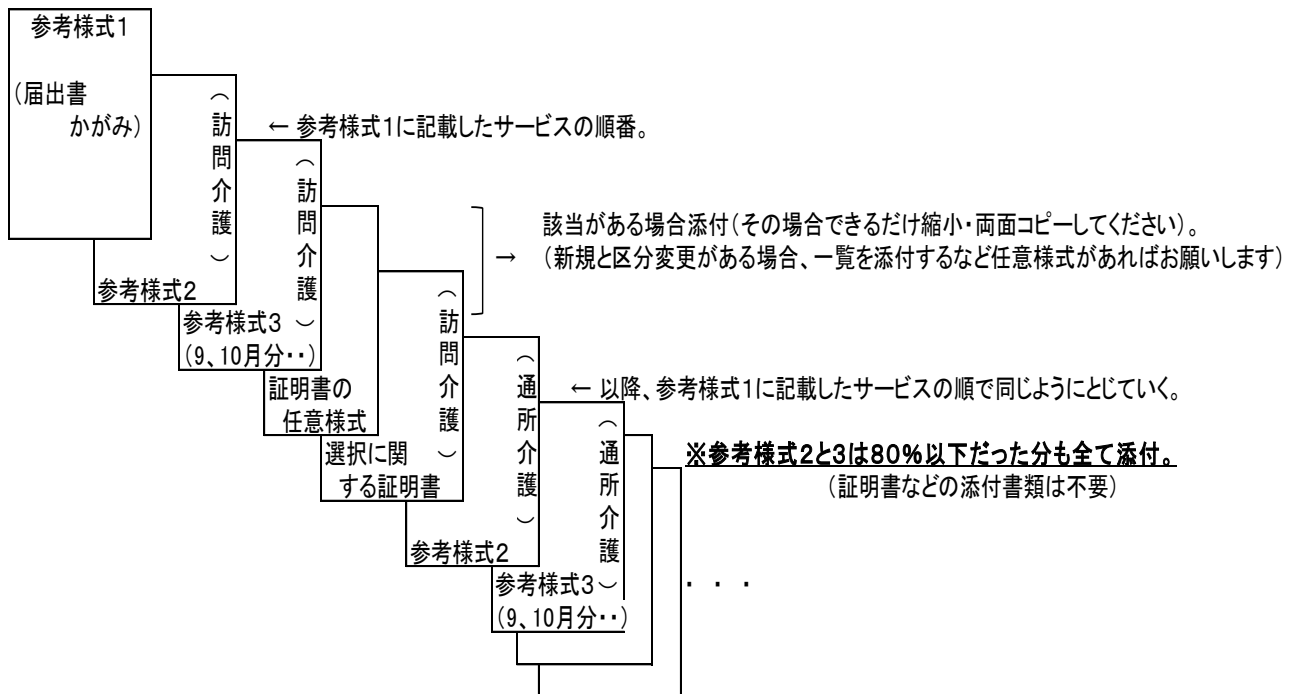 参考様式1
(届出書
かがみ)
(訪問介護)
参考様式2
← 参考様式1に記載したサービスの順番。
(訪問介護)
参考様式3
(9、10月分・・)
証明書の
任意様式
→
該当がある場合添付(その場合できるだけ縮小・両面コピーしてください)。
(新規と区分変更がある場合、一覧を添付するなど任意様式があればお願いします)
(訪問介護)
選択に関
する証明書
(通所介護)
参考様式2
← 以降、参考様式1に記載したサービスの順で同じようにとじていく。
(通所介護)
参考様式3
(9、10月分・・)
※参考様式2と3は80%以下だった分も全て添付。
(証明書などの添付書類は不要)
・ ・ ・